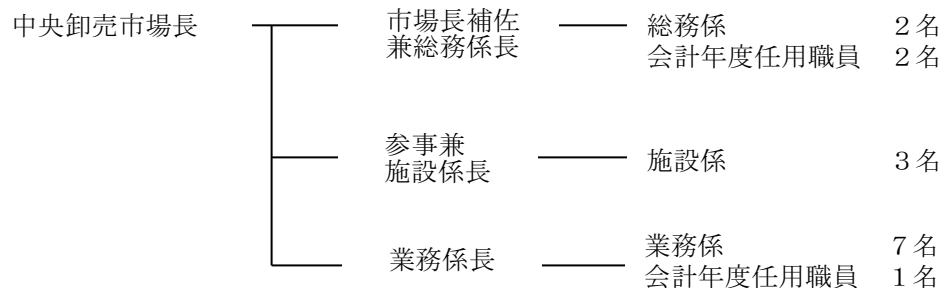 中央卸売市場長
市場長補佐
兼総務係長
総務係 2名
会計年度任用職員 2名
参事兼
施設係長
施設係 3名
業務係長
業務係 7名
会計年度任用職員 1名